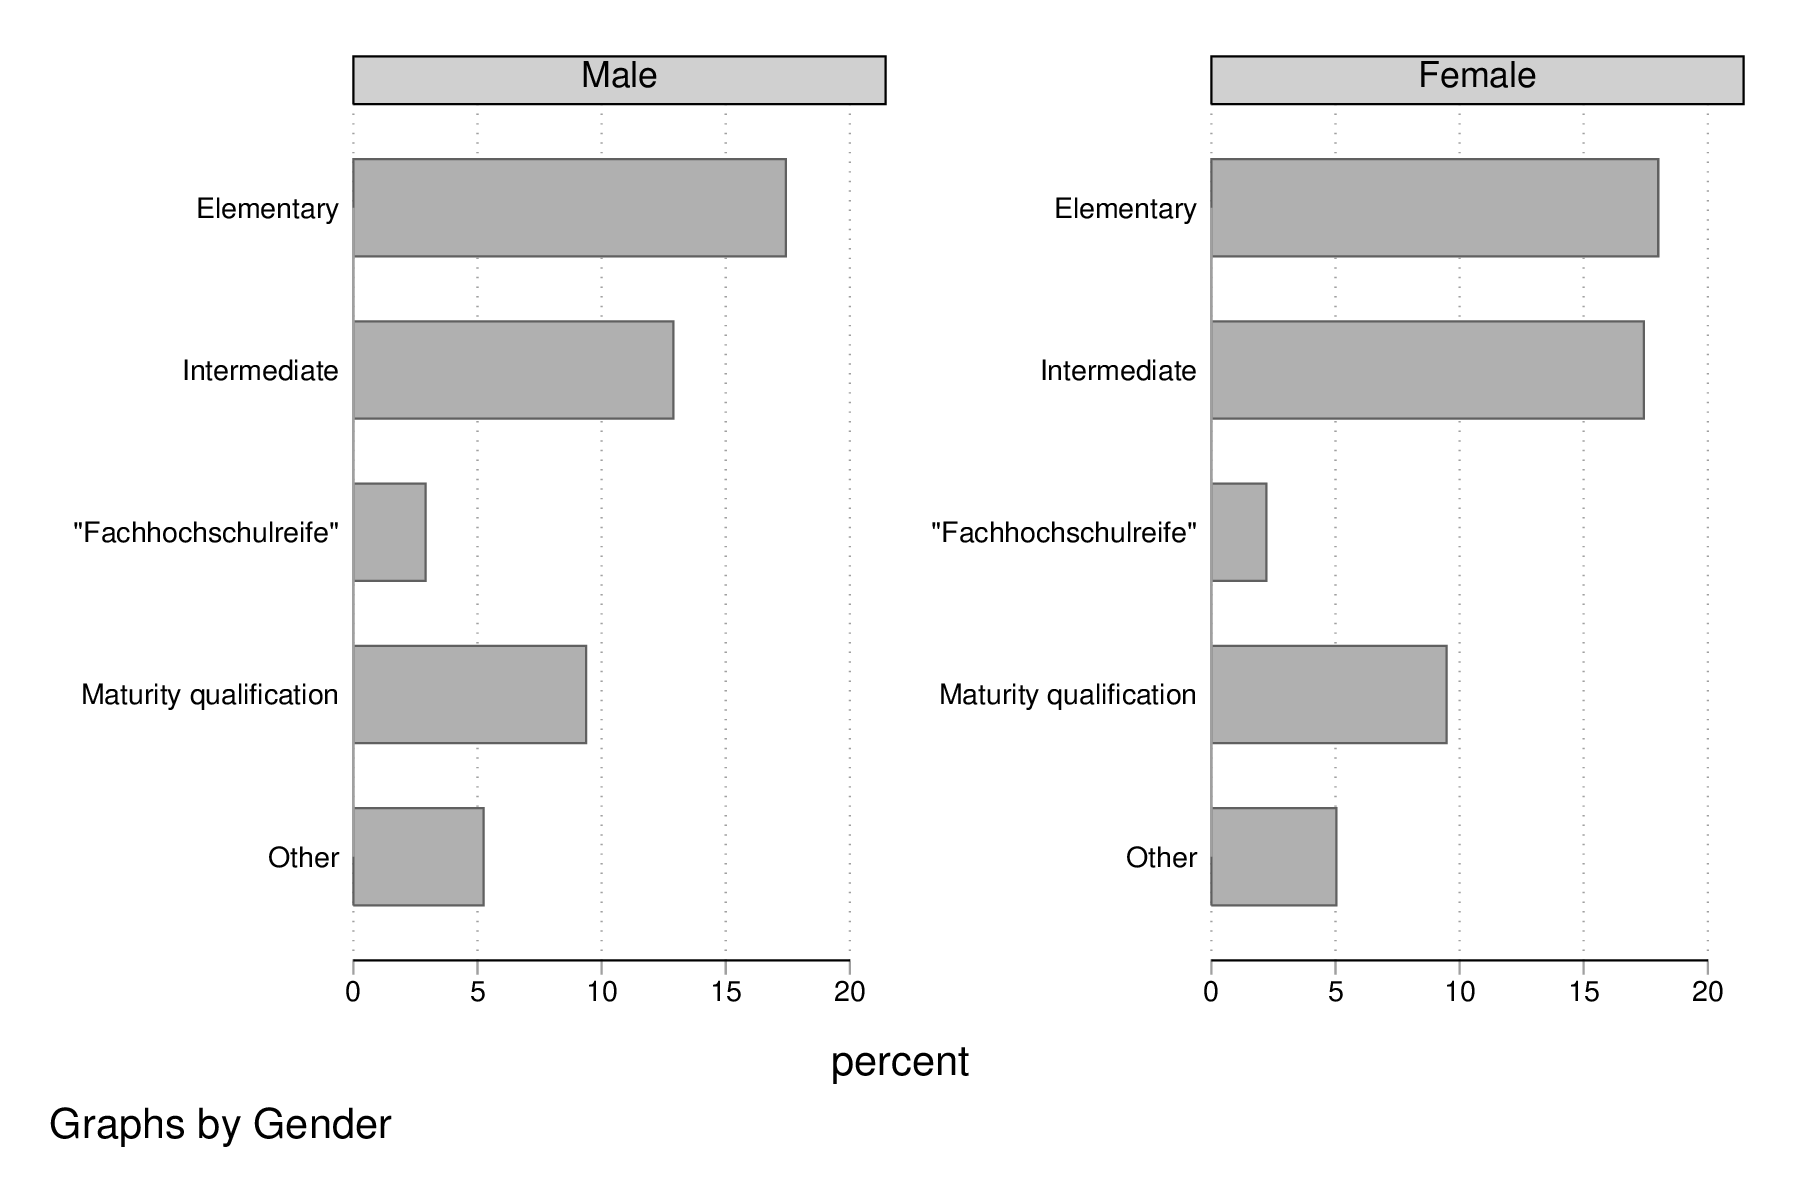 Male
Elementary
Intermediate
"Fachhochschulreife"
Maturity qualification
Other
0 5 10 15 20
Female
Elementary
Intermediate
"Fachhochschulreife"
Maturity qualification
Other
0 5 10 15 20
percent
Graphs by Gender